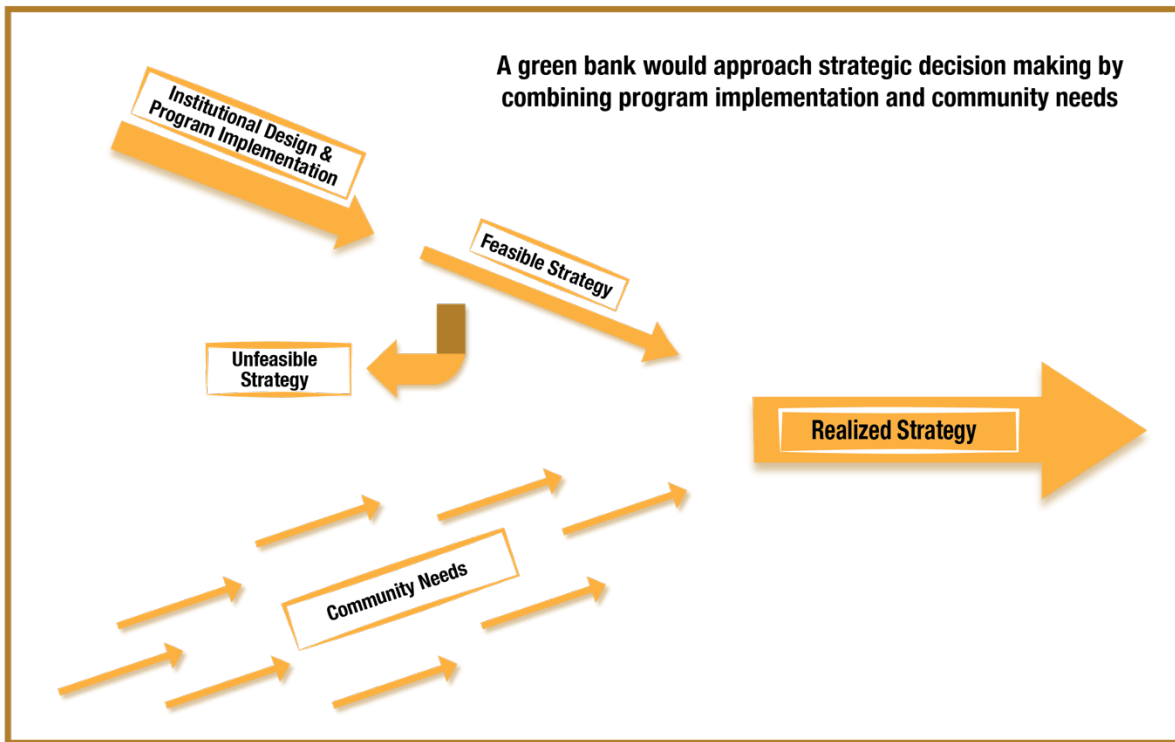 A green bank would approach strategic decision making by
combining program implementation and community needs
Institutional Design &
Program Implementation
Feasible Strategy
Unfeasible
Strategy
Realized Strategy
Community Needs